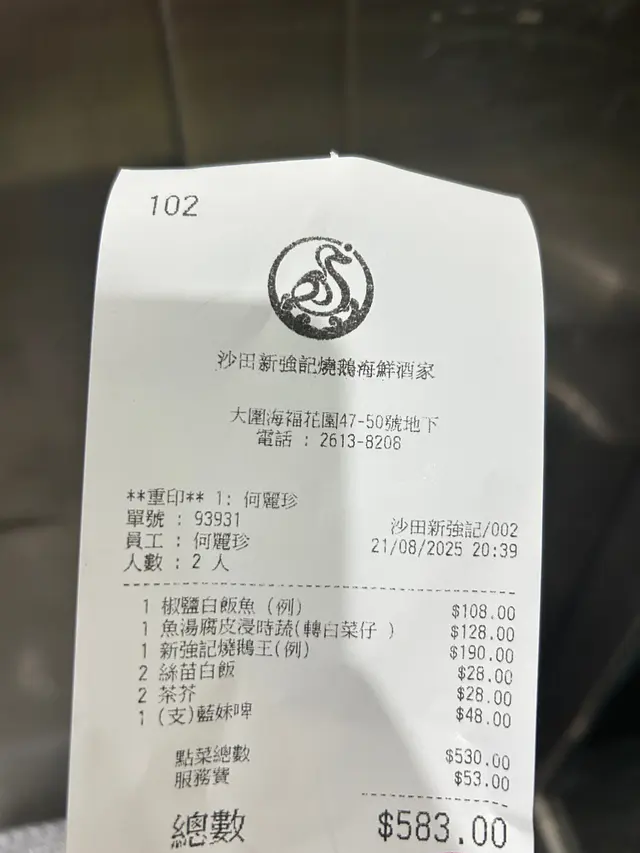 102
沙田新強記燒鵝海鮮酒家
大圍海福花園47-50號地下
電話 : 2613-8208
**重印** 1: 何麗珍
單號 : 93931
沙田新強記/002
員工 : 何麗珍
21/08/2025 20:39
人數 : 2 人
1 椒鹽白飯魚 (例) $108.00
1 魚湯腐皮浸時蔬(轉白菜仔 ) $128.00
1 新強記燒鵝王(例) $190.00
2 絲苗白飯 $28.00
2 茶芥 $28.00
1 (支)藍妹啤 $48.00
點菜總數 $530.00
服務費 $53.00
總數 $583.00